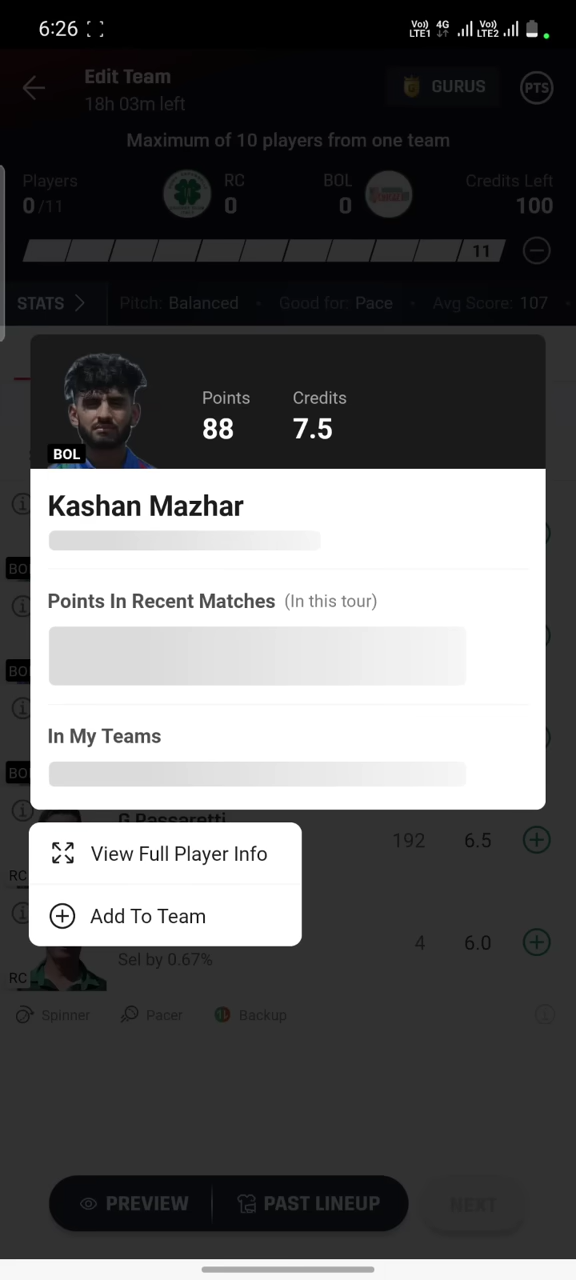 6:26
Vo)) LTE1 4G Vo)) LTE2
Edit Team
18h 03m left
GURUS
PTS
Maximum of 10 players from one team
Players
0/11
RC
0
BOL
0
Credits Left
100
11
STATS
Pitch: Balanced
Good for: Pace
Avg Score: 107
Points
88
Credits
7.5
BOL
Kashan Mazhar
Points In Recent Matches (In this tour)
In My Teams
G Passaretti
192 6.5
RC
View Full Player Info
Add To Team
4 6.0
Sel by 0.67%
RC
Spinner
Pacer
Backup
PREVIEW
PAST LINEUP
NEXT